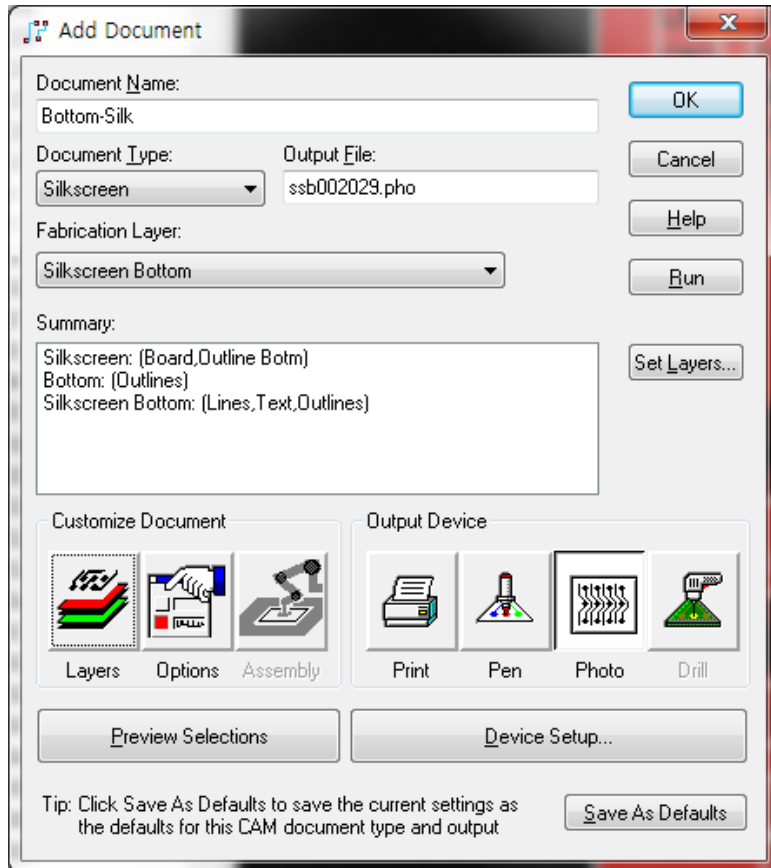 Add Document
Document Name:
Bottom-Silk
OK
Document Type:
Output File:
Cancel
Silkscreen
ssb002029.pho
Help
Fabrication Layer:
Silkscreen Bottom
Run
Summary:
Silkscreen: (Board,Outline Botm)
Bottom: (Outlines)
Silkscreen Bottom: (Lines,Text,Outlines)
Set Layers...
Customize Document
Layers Options Assembly
Output Device
Print Pen Photo Drill
Preview Selections
Device Setup...
Tip: Click Save As Defaults to save the current settings as
the defaults for this CAM document type and output
Save As Defaults